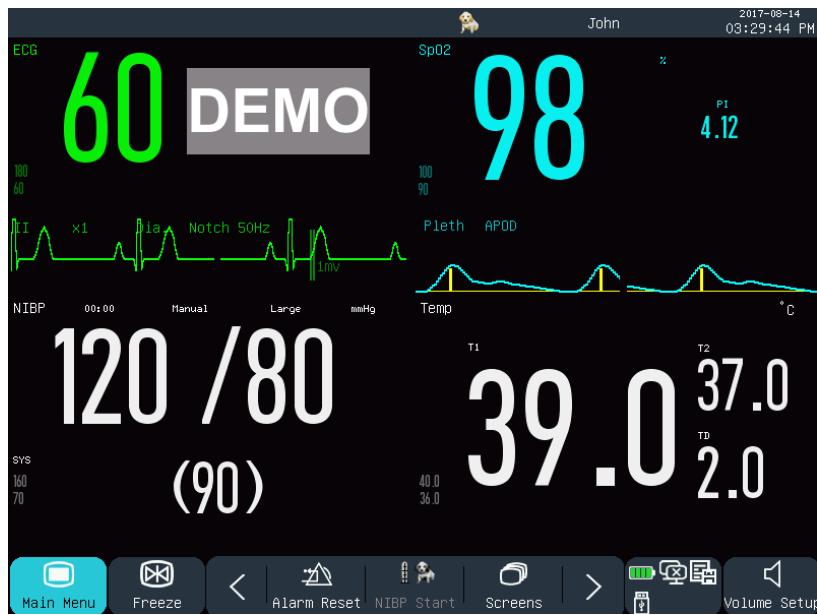 John
2017-08-14
03:29:44 PM
ECG
60
DEMO
180
60
II x1 Dia Notch 50Hz
1mv
SpO2
%
98
PI
4.12
100
90
Pleth APOD
NIBP 00:00 Manual Large mmHg
120 /80
SYS
160
70
(90)
Temp °C
T1
39.0
T2
37.0
TD
2.0
40.0
36.0
Main Menu
Freeze
Alarm Reset
NIBP Start
Screens
Volume Setup